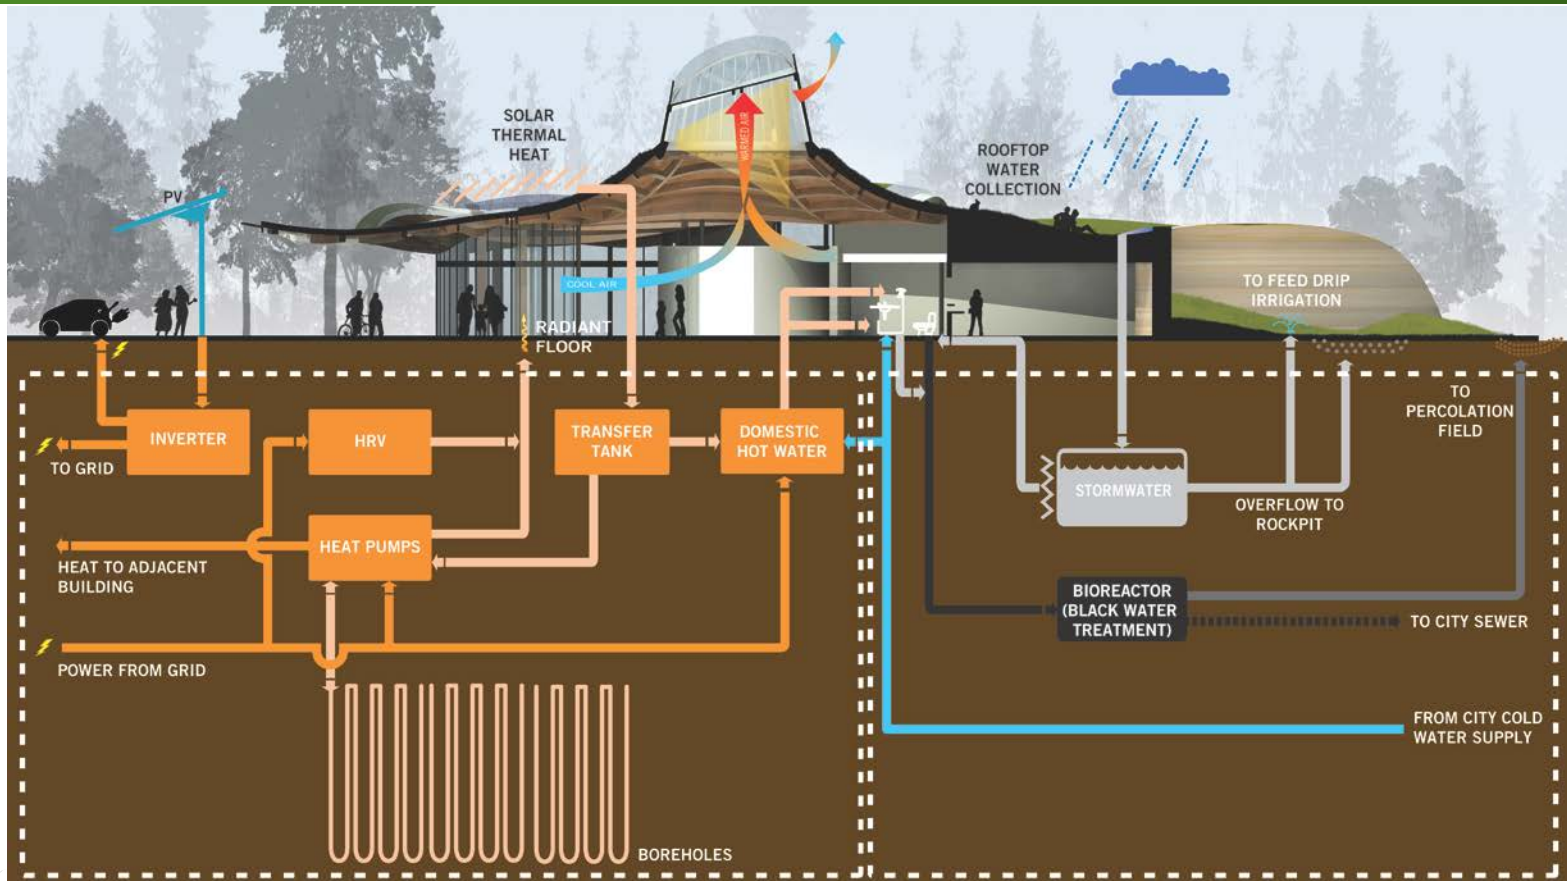 SOLAR
THERMAL
HEAT
PV
WARMED AIR
ROOFTOP
WATER
COLLECTION
COOL AIR
RADIANT
FLOOR
TO FEED DRIP
IRRIGATION
INVERTER
HRV
TRANSFER
TANK
DOMESTIC
HOT WATER
TO
PERCOLATION
FIELD
TO GRID
STORMWATER
OVERFLOW TO
ROCKPIT
HEAT PUMPS
HEAT TO ADJACENT
BUILDING
BIOREACTOR
(BLACK WATER
TREATMENT)
TO CITY SEWER
POWER FROM GRID
FROM CITY COLD
WATER SUPPLY
BOREHOLES